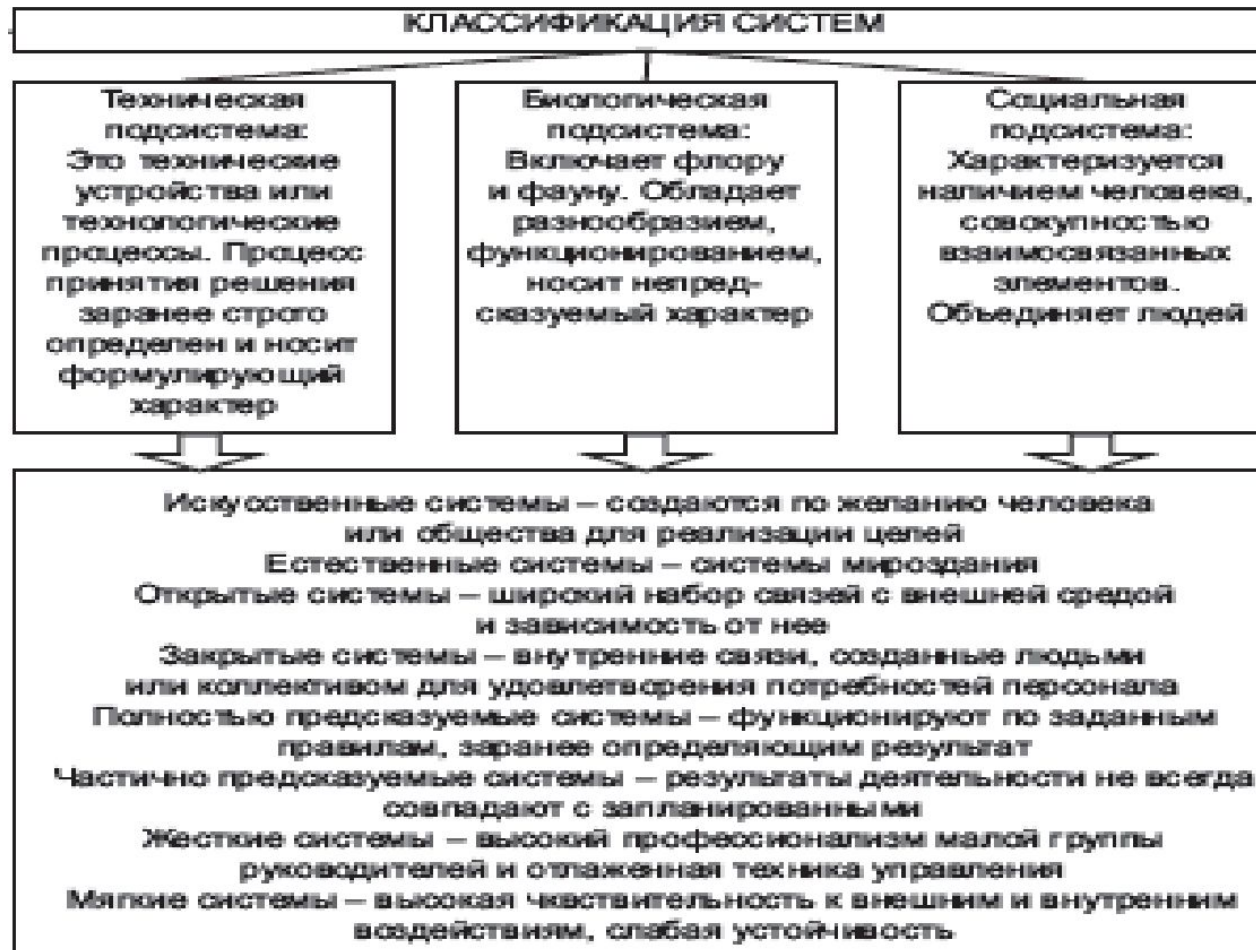 КЛАССИФИКАЦИЯ СИСТЕМ
Техническая
подсистема:
Это технические
устройства или
технологические
процессы. Процесс
принятия решения
заранее строго
определен и носит
формулирующий
характер
Биологическая
подсистема:
Включает флору
и фауну. Обладает
разнообразием,
функционированием,
носит непред-
сказуемый характер
Социальная
подсистема:
Характеризуется
наличием человека,
совокупностью
взаимосвязанных
элементов.
Объединяет людей
Искусственные системы – создаются по желанию человека
или общества для реализации целей
Естественные системы – системы мироздания
Открытые системы – широкий набор связей с внешней средой
и зависимость от нее
Закрытые системы – внутренние связи, созданные людьми
или коллективом для удовлетворения потребностей персонала
Полностью предсказуемые системы – функционируют по заданным
правилам, заранее определяющим результат
Частично предсказуемые системы – результаты деятельности не всегда
совпадают с запланированными
Жесткие системы – высокий профессионализм малой группы
руководителей и отлаженная техника управления
Мягкие системы – высокая чувствительность к внешним и внутренним
воздействиям, слабая устойчивость